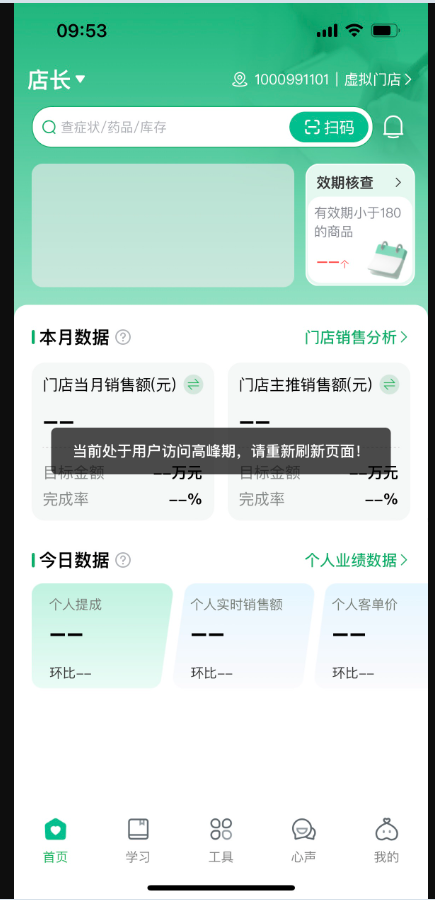 09:53
店长
1000991101 | 虚拟门店
查症状/药品/库存
扫码
效期核查
有效期小于180
的商品
--个
本月数据
门店销售分析
门店当月销售额(元)
门店主推销售额(元)
--
--
当前处于用户访问高峰期，请重新刷新页面！
目标金额 --万元
目标金额 --万元
完成率 --%
完成率 --%
今日数据
个人业绩数据
个人提成
个人实时销售额
个人客单价
--
--
--
环比--
环比--
环比--
首页
学习
工具
心声
我的